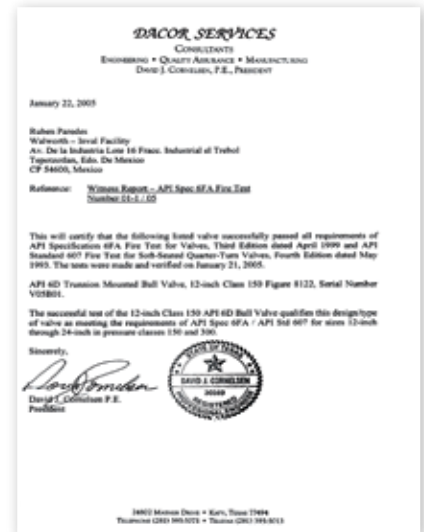 DACOR SERVICES
CONSULTANTS
ENGINEERING • QUALITY ASSURANCE • MANUFACTURING
DAVID J. CORNELSEN, P.E., PRESIDENT
January 22, 2005
Ruben Paredes
Walworth – Inval Facility
Av. De la Industria Lote 16 Fracc. Industrial el Trebol
Tepotzotlan, Edo. De Mexico
CP 54600, Mexico
Reference: Witness Report – API Spec 6FA Fire Test
Number 01-1 / 05
This will certify that the following listed valve successfully passed all requirements of
API Specification 6FA Fire Test for Valves, Third Edition dated April 1999 and API
Standard 607 Fire Test for Soft-Seated Quarter-Turn Valves, Fourth Edition dated May
1993. The tests were made and verified on January 21, 2005.
API 6D Trunnion Mounted Ball Valve, 12-inch Class 150 Figure 8122, Serial Number
V05B01.
The successful test of the 12-inch Class 150 API 6D Ball Valve qualifies this design/type
of valve as meeting the requirements of API Spec 6FA / API Std 607 for sizes 12-inch
through 24-inch in pressure classes 150 and 300.
Sincerely,
David J. Cornelsen P.E.
President
STATE OF TEXAS
DAVID J. CORNELSEN
REGISTERED
PROFESSIONAL ENGINEER
DRIVE • KATY, TEXAS 77494